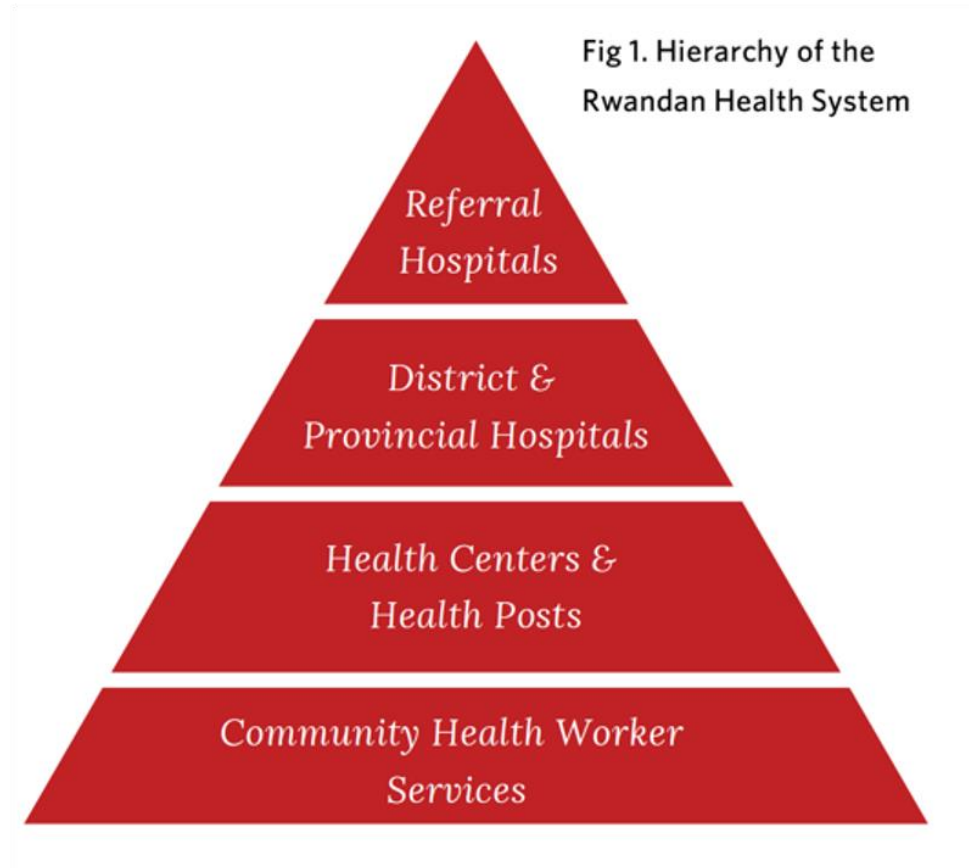 Fig 1. Hierarchy of the
Rwandan Health System
Referral
Hospitals
District &
Provincial Hospitals
Health Centers &
Health Posts
Community Health Worker
Services